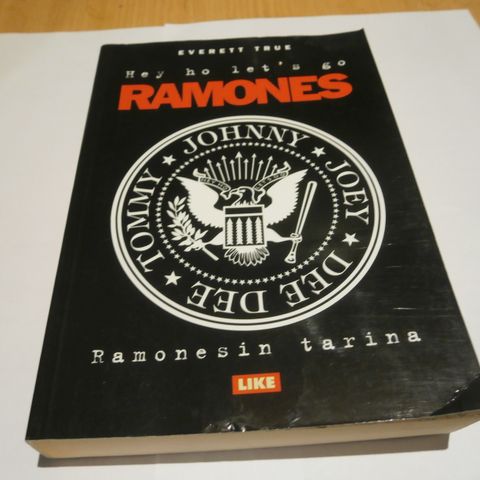 EVERETT TRUE
Hey ho let's go
RAMONES
JOHNNY ★ JOEY ★ DEE DEE ★ TOMMY ★
Ramonesin tarina
LIKE